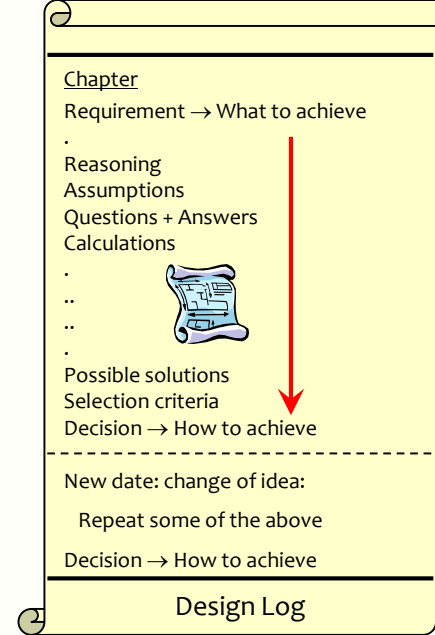 Chapter
Requirement → What to achieve
.
Reasoning
Assumptions
Questions + Answers
Calculations
.
..
..
.
Possible solutions
Selection criteria
Decision → How to achieve
New date: change of idea:
Repeat some of the above
Decision → How to achieve
Design Log